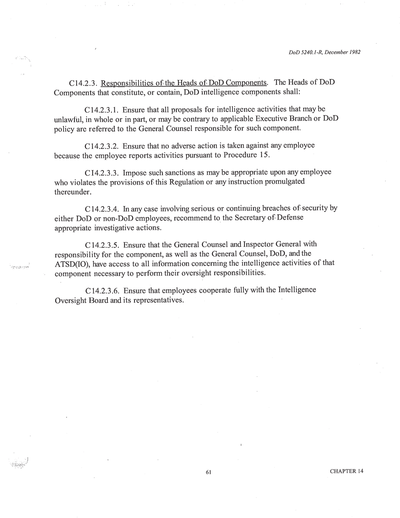 DoD 5240.1-R, December 1982
C14.2.3. Responsibilities of the Heads of DoD Components. The Heads of DoD
Components that constitute, or contain, DoD intelligence components shall:
C14.2.3.1. Ensure that all proposals for intelligence activities that may be
unlawful, in whole or in part, or may be contrary to applicable Executive Branch or DoD
policy are referred to the General Counsel responsible for such component.
C14.2.3.2. Ensure that no adverse action is taken against any employee
because the employee reports activities pursuant to Procedure 15.
C14.2.3.3. Impose such sanctions as may be appropriate upon any employee
who violates the provisions of this Regulation or any instruction promulgated
thereunder.
C14.2.3.4. In any case involving serious or continuing breaches of security by
either DoD or non-DoD employees, recommend to the Secretary of Defense
appropriate investigative actions.
C14.2.3.5. Ensure that the General Counsel and Inspector General with
responsibility for the component, as well as the General Counsel, DoD, and the
ATSD(IO), have access to all information concerning the intelligence activities of that
component necessary to perform their oversight responsibilities.
C14.2.3.6. Ensure that employees cooperate fully with the Intelligence
Oversight Board and its representatives.
61
CHAPTER 14